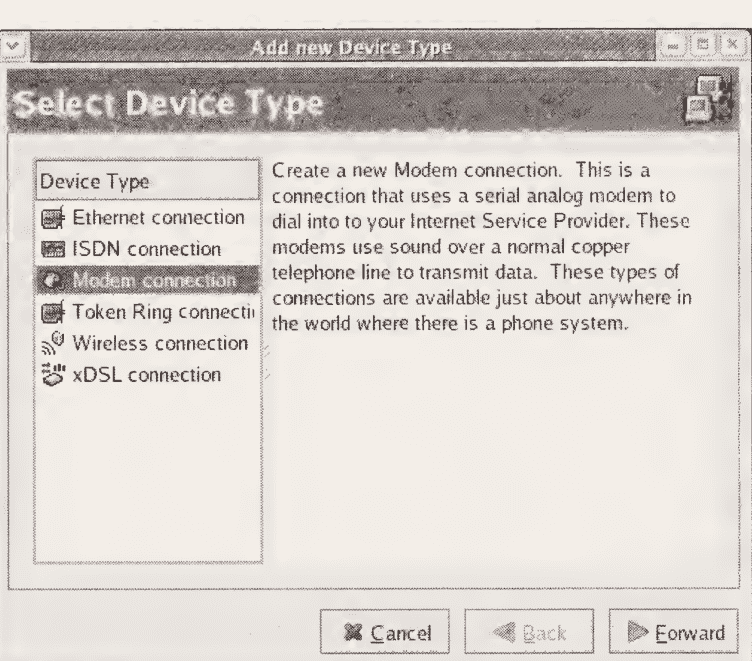 Add new Device Type
Select Device Type
Device Type
Ethernet connection
ISDN connection
Modem connection
Token Ring connecti
Wireless connection
xDSL connection
Create a new Modem connection. This is a
connection that uses a serial analog modem to
dial into to your Internet Service Provider. These
modems use sound over a normal copper
telephone line to transmit data. These types of
connections are available just about anywhere in
the world where there is a phone system.
Cancel
Back
Forward